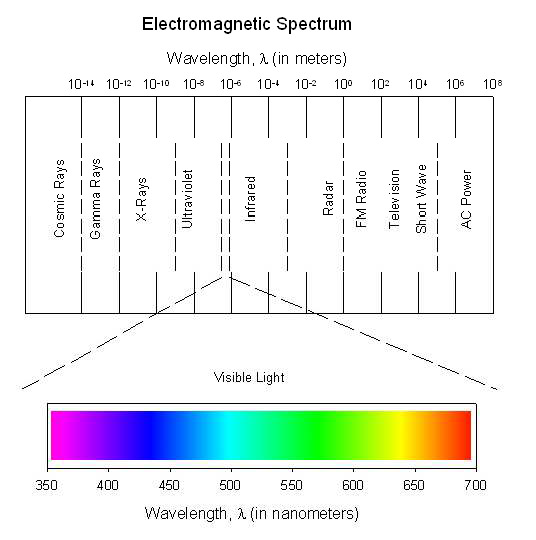 Electromagnetic Spectrum
Wavelength, λ (in meters)
10⁻¹⁴ 10⁻¹² 10⁻¹⁰ 10⁻⁸ 10⁻⁶ 10⁻⁴ 10⁻² 10⁰ 10² 10⁴ 10⁶ 10⁸
Cosmic Rays
Gamma Rays
X-Rays
Ultraviolet
Infrared
Radar
FM Radio
Television
Short Wave
AC Power
Visible Light
350 400 450 500 550 600 650 700
Wavelength, λ (in nanometers)